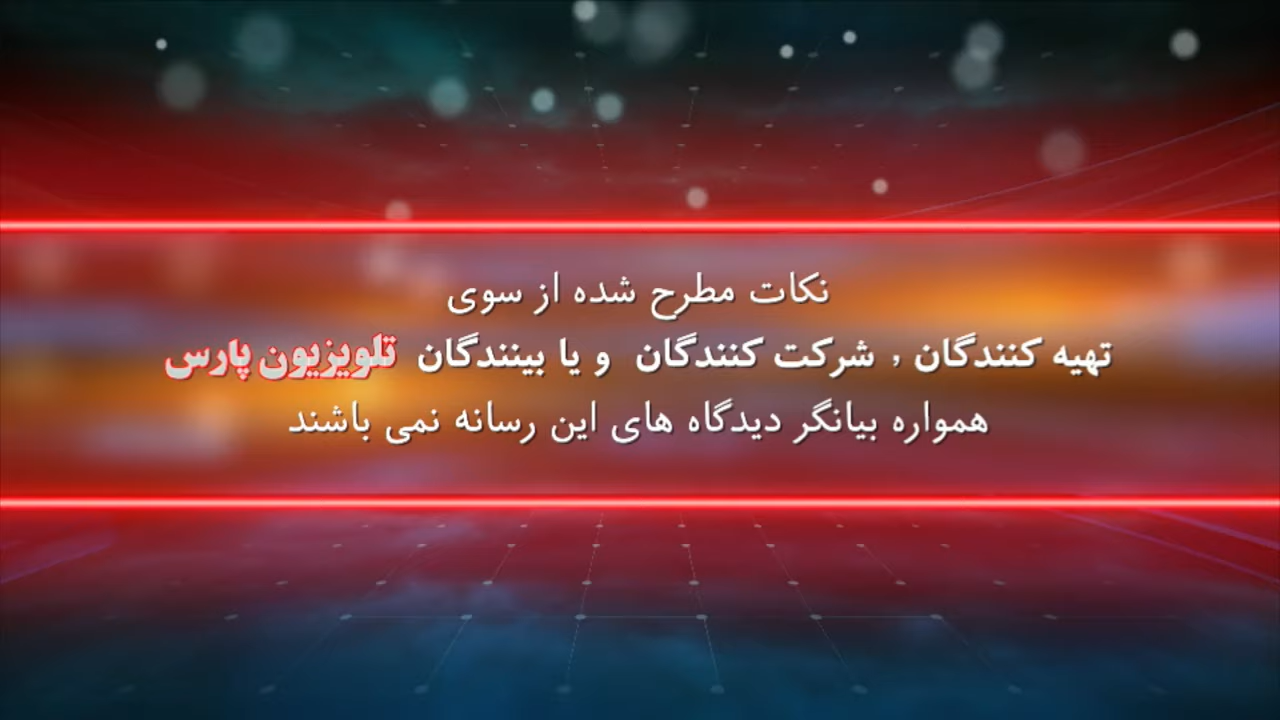 نکات مطرح شده از سوی
تهیه کنندگان , شرکت کنندگان و یا بینندگان تلویزیون پارس
همواره بیانگر دیدگاه های این رسانه نمی باشند